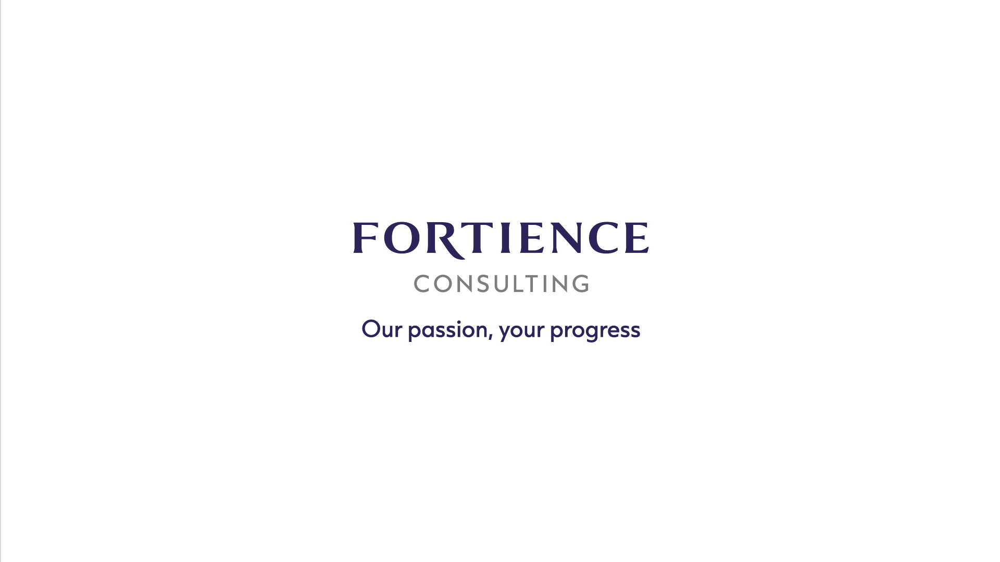 FORTIENCE
CONSULTING
Our passion, your progress